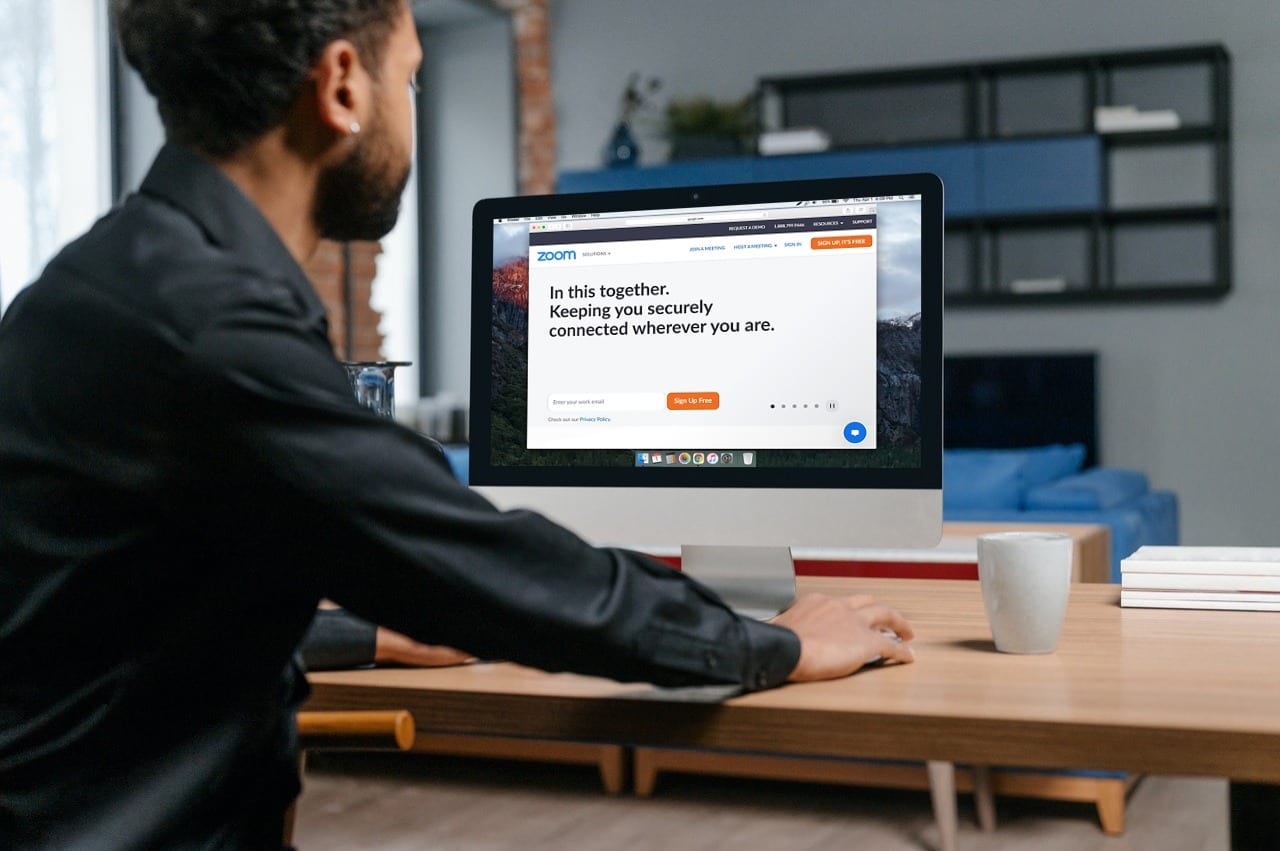 REQUEST A DEMO 1.888.799.9666 RESOURCES SUPPORT
zoom SOLUTIONS JOIN A MEETING HOST A MEETING SIGN IN SIGN UP, IT'S FREE
In this together.
Keeping you securely
connected wherever you are.
Enter your work email Sign Up Free
Check out our Privacy Policy.